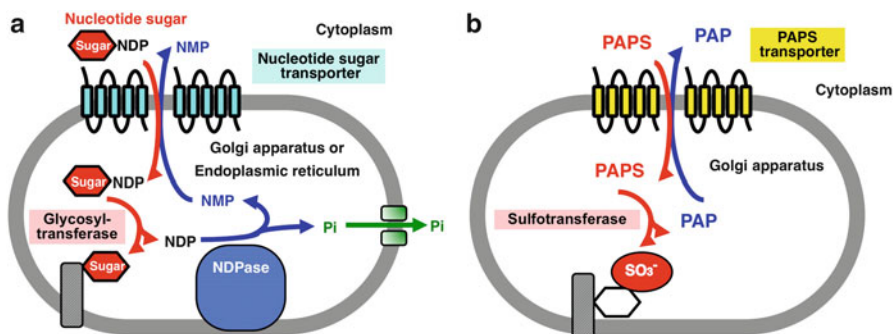 a
Nucleotide sugar
Cytoplasm
Sugar NDP
NMP
Nucleotide sugar
transporter
Golgi apparatus or
Endoplasmic reticulum
Sugar NDP
NMP
Glycosyl-
transferase
NDP
Pi
Pi
Sugar
NDPase
b
PAPS
PAP
PAPS
transporter
Cytoplasm
Golgi apparatus
PAPS
Sulfotransferase
PAP
SO₃⁻